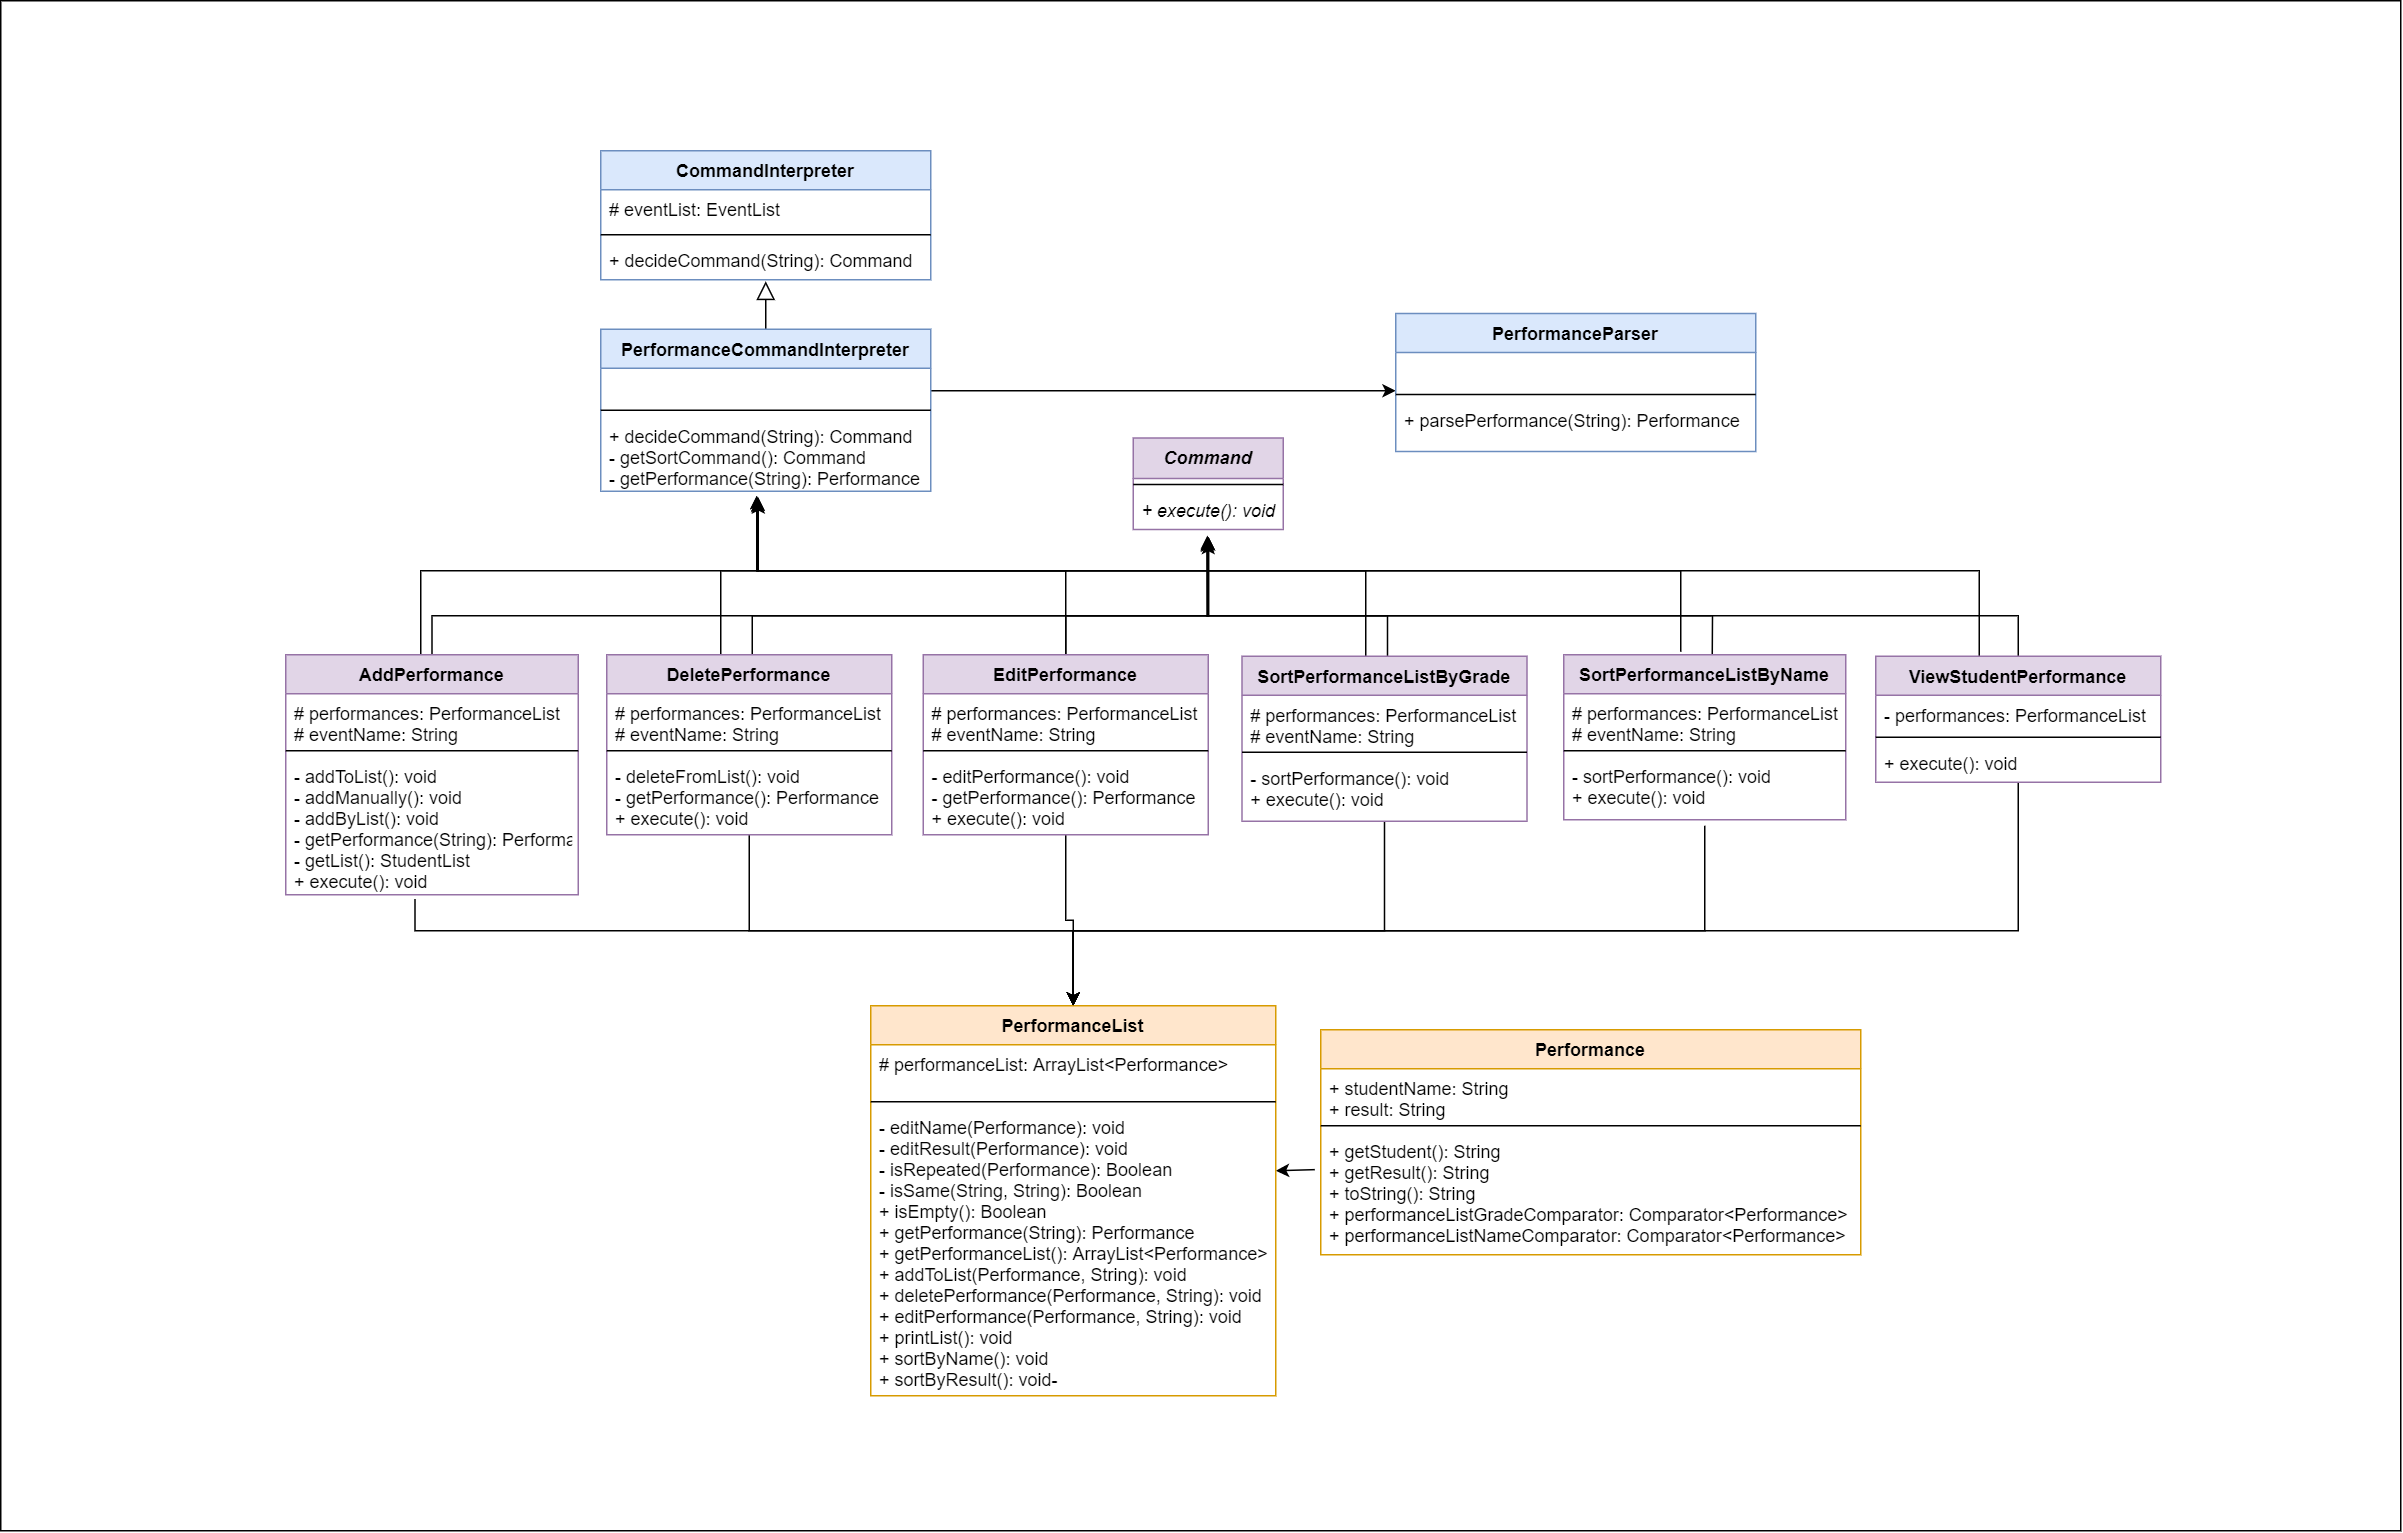 CommandInterpreter
# eventList: EventList
+ decideCommand(String): Command
PerformanceCommandInterpreter
+ decideCommand(String): Command
- getSortCommand(): Command
- getPerformance(String): Performance
PerformanceParser
+ parsePerformance(String): Performance
Command
+ execute(): void
AddPerformance
# performances: PerformanceList
# eventName: String
- addToList(): void
- addManually(): void
- addByList(): void
- getPerformance(String): Performa
- getList(): StudentList
+ execute(): void
DeletePerformance
# performances: PerformanceList
# eventName: String
- deleteFromList(): void
- getPerformance(): Performance
+ execute(): void
EditPerformance
# performances: PerformanceList
# eventName: String
- editPerformance(): void
- getPerformance(): Performance
+ execute(): void
SortPerformanceListByGrade
# performances: PerformanceList
# eventName: String
- sortPerformance(): void
+ execute(): void
SortPerformanceListByName
# performances: PerformanceList
# eventName: String
- sortPerformance(): void
+ execute(): void
ViewStudentPerformance
- performances: PerformanceList
+ execute(): void
PerformanceList
# performanceList: ArrayList<Performance>
- editName(Performance): void
- editResult(Performance): void
- isRepeated(Performance): Boolean
- isSame(String, String): Boolean
+ isEmpty(): Boolean
+ getPerformance(String): Performance
+ getPerformanceList(): ArrayList<Performance>
+ addToList(Performance, String): void
+ deletePerformance(Performance, String): void
+ editPerformance(Performance, String): void
+ printList(): void
+ sortByName(): void
+ sortByResult(): void-
Performance
+ studentName: String
+ result: String
+ getStudent(): String
+ getResult(): String
+ toString(): String
+ performanceListGradeComparator: Comparator<Performance>
+ performanceListNameComparator: Comparator<Performance>